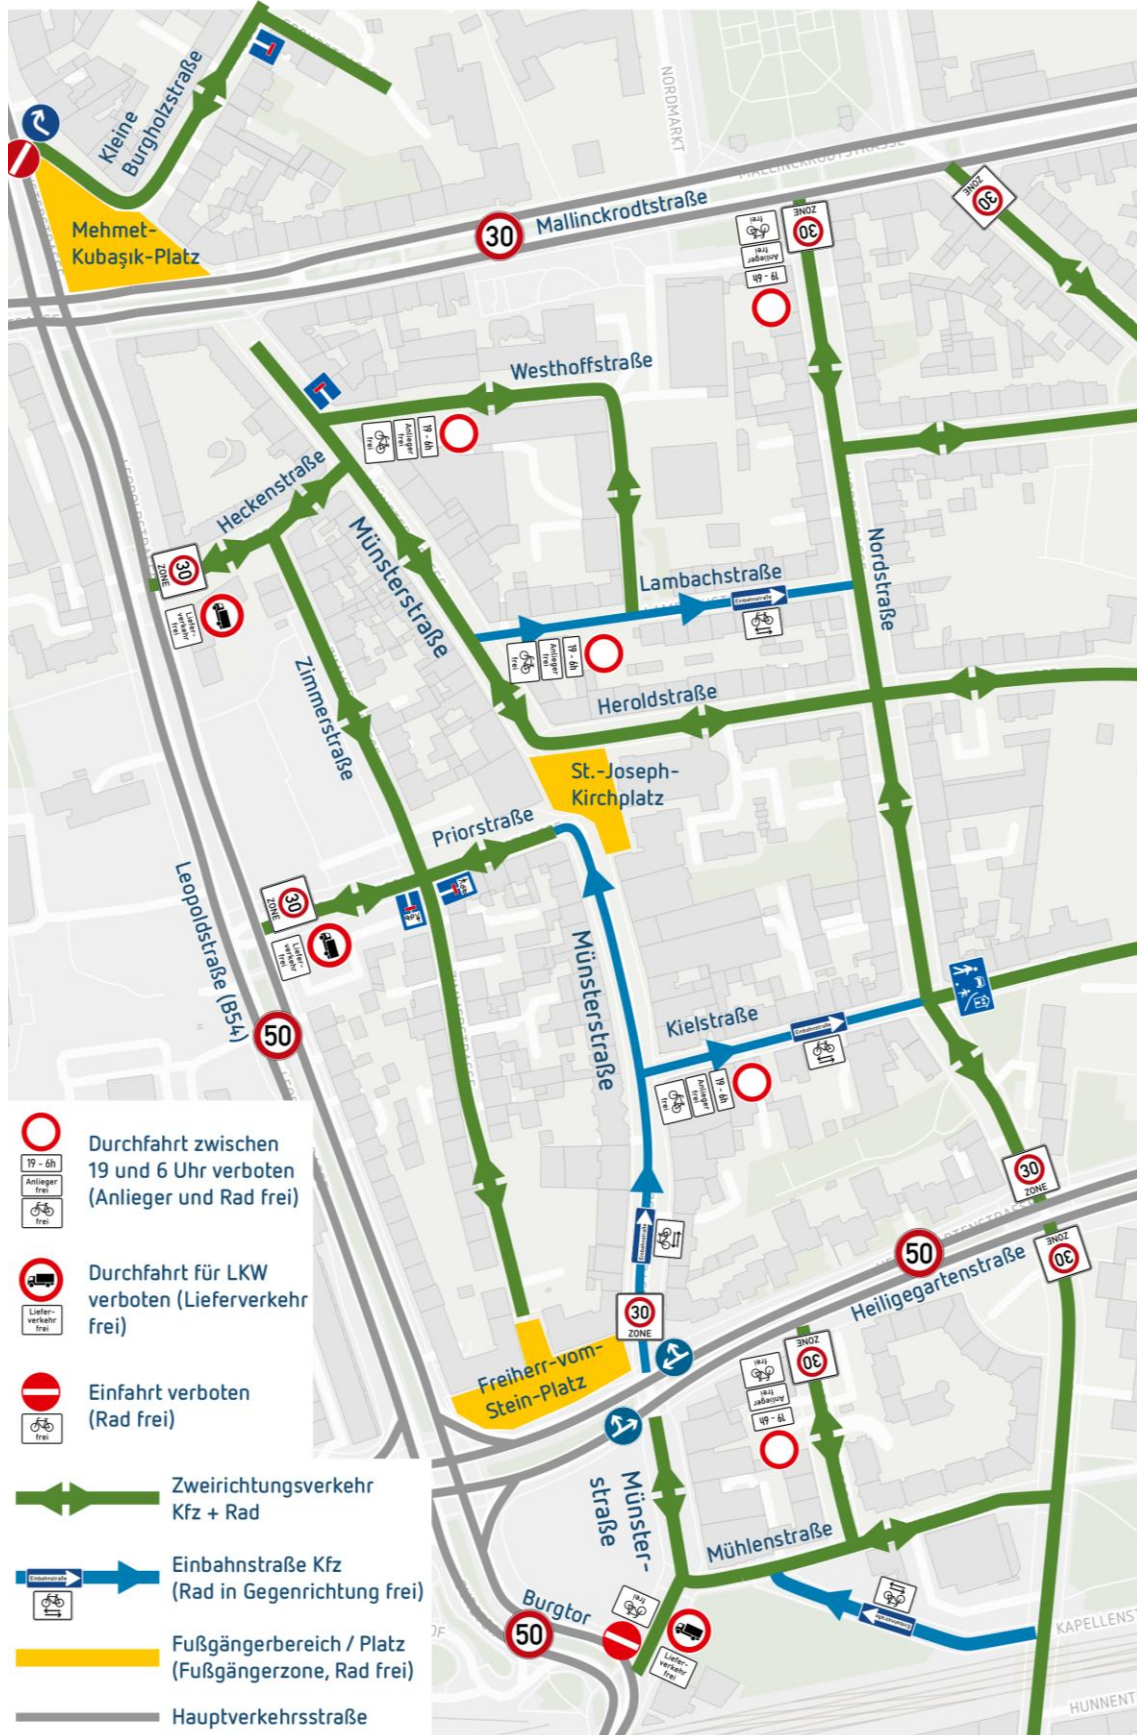 Kleine
Burgholzstraße
NORDMARKT
MALLINCKRODTSTRASSE
Mehmet-
Kubaşık-Platz
30
Mallinckrodtstraße
frei
Anlieger
frei
19 - 6h
30
ZONE
30
ZONE
Westhoffstraße
frei
Anlieger
frei
19 - 6h
Heckenstraße
LEOPOLDSTRASSE
30
ZONE
Liefer-
verkehr
frei
Münsterstraße
Nordstraße
Lambachstraße
Einbahnstraße
frei
Anlieger
frei
19 - 6h
Zimmerstraße
Heroldstraße
St.-Joseph-
Kirchplatz
Priorstraße
30
ZONE
Liefer-
verkehr
frei
Leopoldstraße (B54)
50
ZIMMERSTRASSE
Münsterstraße
Kielstraße
Einbahnstraße
frei
Anlieger
frei
19 - 6h
Einbahnstraße
30
ZONE
30
ZONE
50
Heiligegartenstraße
30
ZONE
Freiherr-vom-
Stein-Platz
frei
Anlieger
frei
19 - 6h
30
ZONE
Münster-
straße
Mühlenstraße
Einbahnstraße
KAPELLENST
Burgtor
50
frei
Liefer-
verkehr
frei
HUNNENT
19 - 6h
Anlieger
frei
frei
Durchfahrt zwischen
19 und 6 Uhr verboten
(Anlieger und Rad frei)
Liefer-
verkehr
frei
Durchfahrt für LKW
verboten (Lieferverkehr
frei)
frei
Einfahrt verboten
(Rad frei)
Zweirichtungsverkehr
Kfz + Rad
Einbahnstraße
Einbahnstraße Kfz
(Rad in Gegenrichtung frei)
Fußgängerbereich / Platz
(Fußgängerzone, Rad frei)
Hauptverkehrsstraße